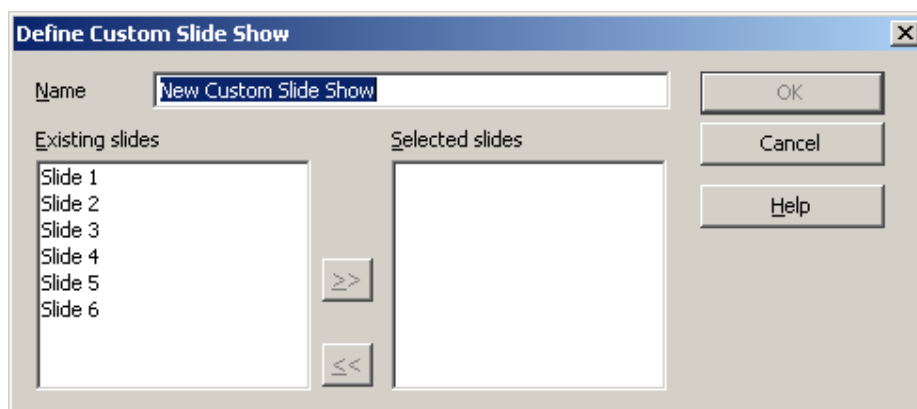 Define Custom Slide Show
Name
New Custom Slide Show
OK
Existing slides
Selected slides
Cancel
Slide 1
Slide 2
Slide 3
Slide 4
Slide 5
Slide 6
Help
>>
<<